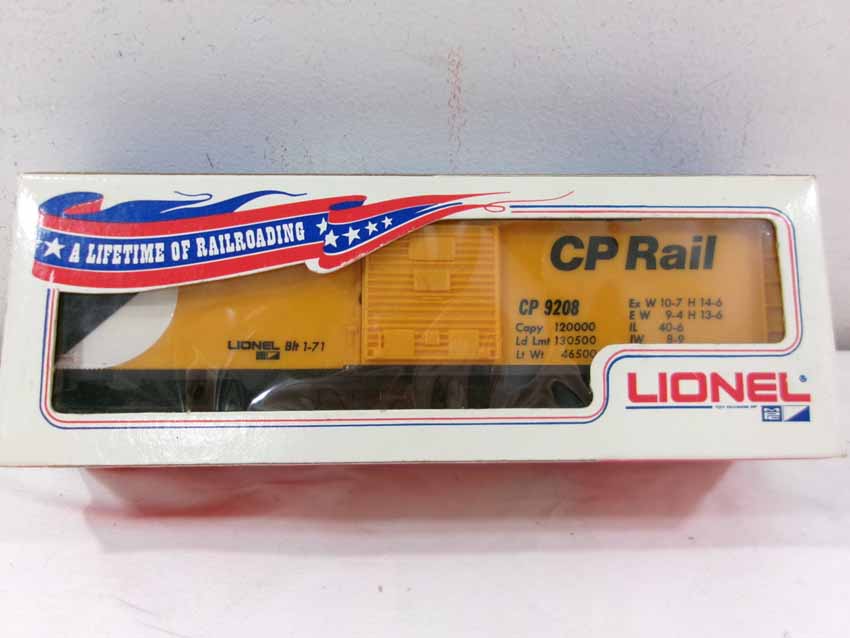 A LIFETIME OF RAILROADING
CP Rail
CP 9208
Capy 120000
Ld Lmt 130500
Lt Wt 46500
Ex W 10-7 H 14-6
E W 9-4 H 13-6
IL 40-6
IW 8-9
LIONEL Blt 1-71
LIONEL